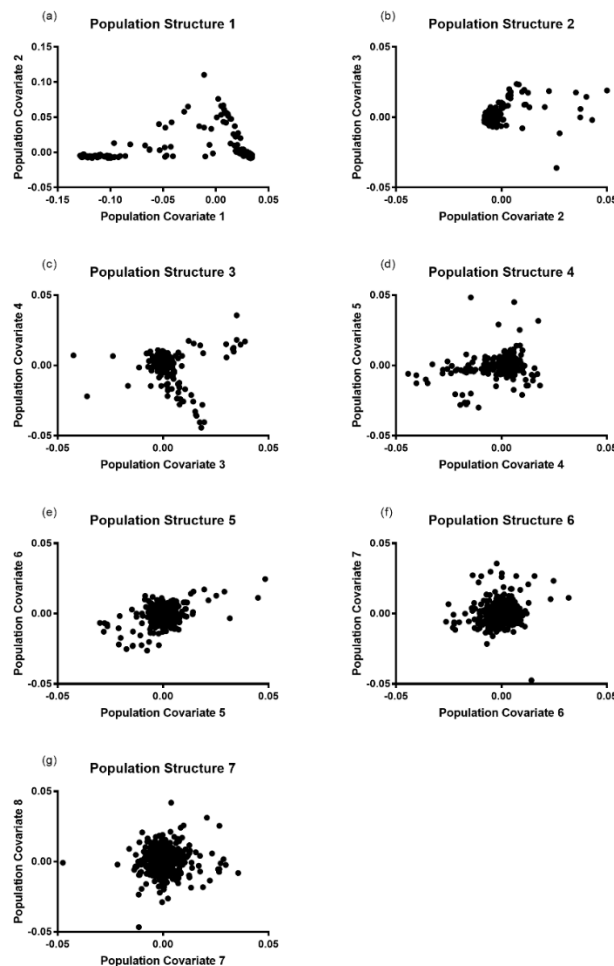 (a) Population Structure 1
Population Covariate 2
0.15
0.10
0.05
0.00
-0.05
-0.15 -0.10 -0.05 0.00 0.05
Population Covariate 1
(b) Population Structure 2
Population Covariate 3
0.05
0.00
-0.05
-0.05 0.00 0.05
Population Covariate 2
(c) Population Structure 3
Population Covariate 4
0.05
0.00
-0.05
-0.05 0.00 0.05
Population Covariate 3
(d) Population Structure 4
Population Covariate 5
0.05
0.00
-0.05
-0.05 0.00 0.05
Population Covariate 4
(e) Population Structure 5
Population Covariate 6
0.05
0.00
-0.05
-0.05 0.00 0.05
Population Covariate 5
(f) Population Structure 6
Population Covariate 7
0.05
0.00
-0.05
-0.05 0.00 0.05
Population Covariate 6
(g) Population Structure 7
Population Covariate 8
0.05
0.00
-0.05
-0.05 0.00 0.05
Population Covariate 7